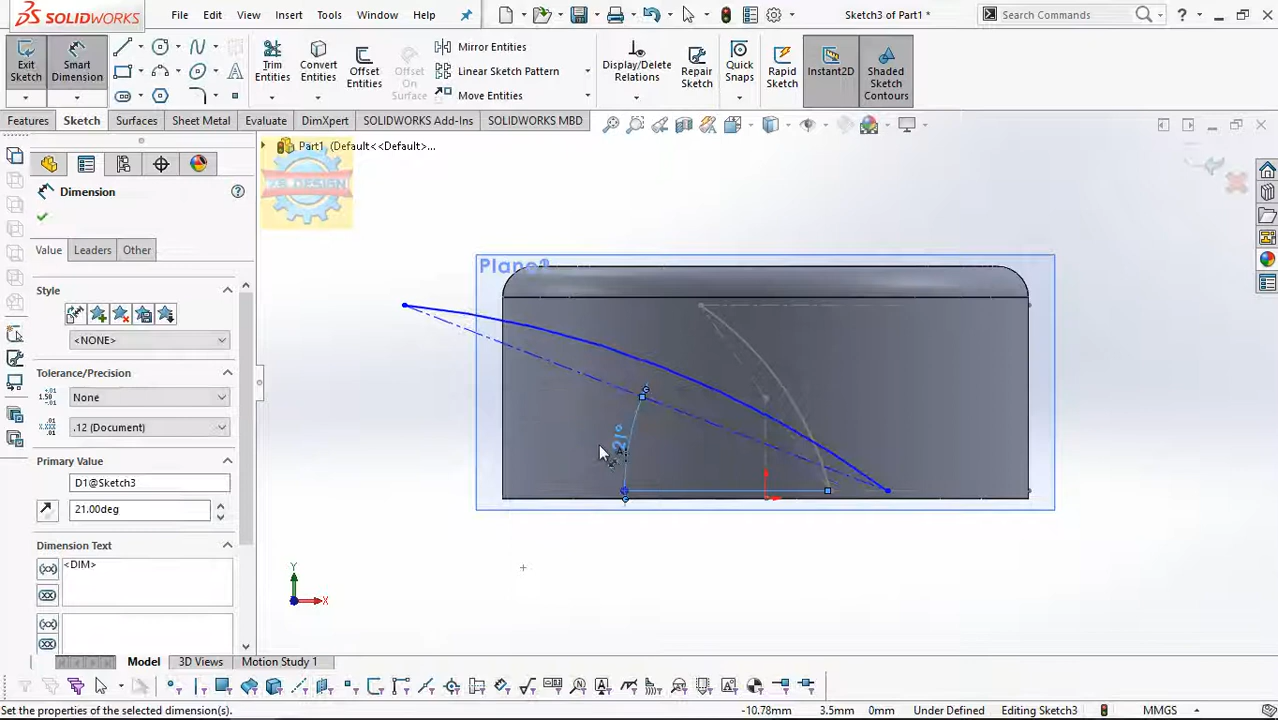 SOLIDWORKS File Edit View Insert Tools Window Help Sketch3 of Part1 * Search Commands ?
Exit Sketch Smart Dimension Trim Entities Convert Entities Offset Entities Offset On Surface Mirror Entities Linear Sketch Pattern Move Entities Display/Delete Relations Repair Sketch Quick Snaps Rapid Sketch Instant2D Shaded Sketch Contours
Features Sketch Surfaces Sheet Metal Evaluate DimXpert SOLIDWORKS Add-Ins SOLIDWORKS MBD
Part1 (Default<<Default>...
Dimension
Value Leaders Other
Style
<NONE>
Tolerance/Precision
None
.12 (Document)
Primary Value
D1@Sketch3
21.00deg
Dimension Text
<DIM>
DESIGN
21°
Y
X
Model 3D Views Motion Study 1
Set the properties of the selected dimension(s). -10.78mm 3.5mm 0mm Under Defined Editing Sketch3 MMGS